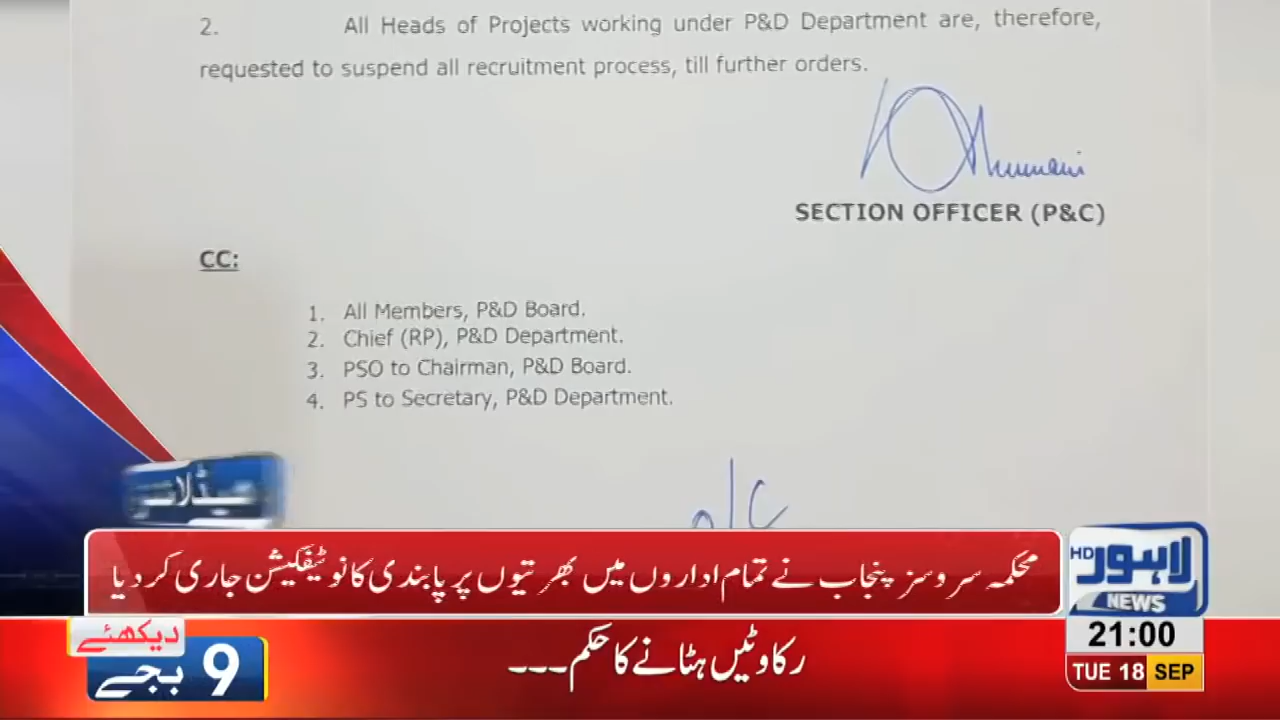 2. All Heads of Projects working under P&D Department are, therefore,
requested to suspend all recruitment process, till further orders.
SECTION OFFICER (P&C)
CC:
1. All Members, P&D Board.
2. Chief (RP), P&D Department.
3. PSO to Chairman, P&D Board.
4. PS to Secretary, P&D Department.
محکمہ سروسز پنجاب نے تمام اداروں میں بھرتیوں پر پابندی کا نوٹیفکیشن جاری کر دیا
HD لاہور
NEWS
دیکھئے
9 بجے
رکاوٹیں ہٹانے کا حکم ---
21:00
TUE 18 SEP